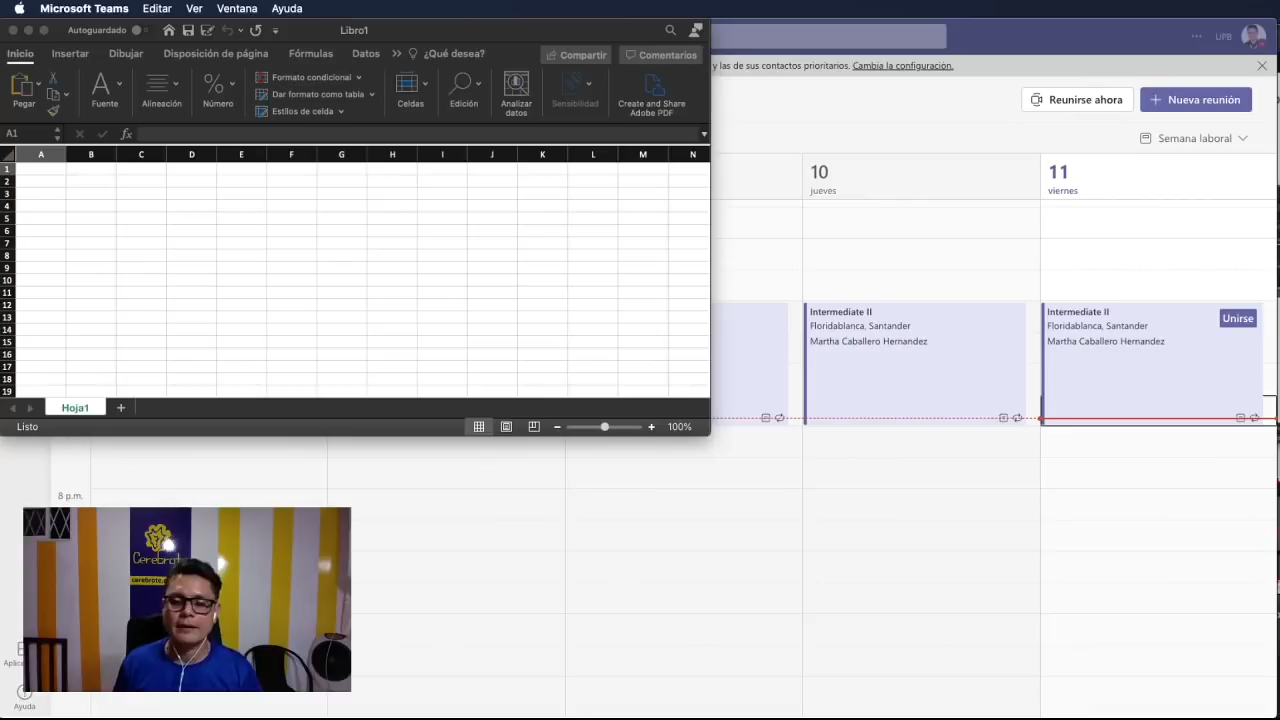 Microsoft Teams Editar Ver Ventana Ayuda
Autoguardado Libro1
Inicio Insertar Dibujar Disposición de página Fórmulas Datos ¿Qué desea? Compartir Comentarios
Pegar Fuente Alineación Número Formato condicional Dar formato como tabla Estilos de celda Celdas Edición Analizar datos Sensibilidad Create and Share Adobe PDF
A1 fx
A B C D E F G H I J K L M N
1
2
3
4
5
6
7
8
9
10
11
12
13
14
15
16
17
18
19
Hoja1
Listo 100%
UPB
y las de sus contactos prioritarios. Cambia la configuración.
Reunirse ahora Nueva reunión
Semana laboral
10 jueves
11 viernes
Intermediate II
Floridablanca, Santander
Martha Caballero Hernandez
Intermediate II Unirse
Floridablanca, Santander
Martha Caballero Hernandez
8 p.m.
Ayuda